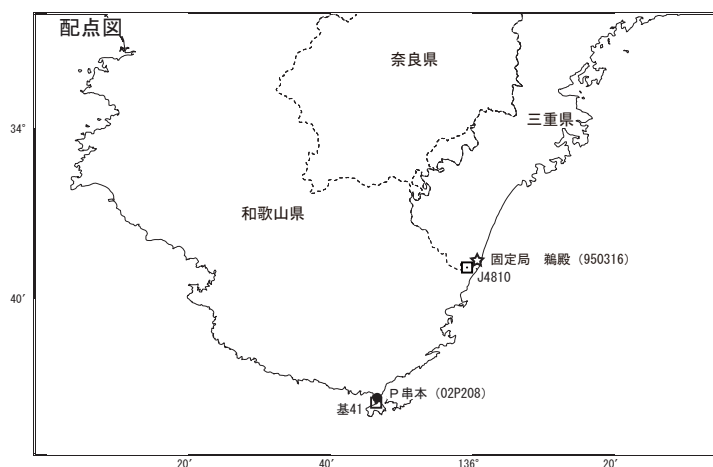 配点図
奈良県
34°
三重県
和歌山県
固定局　鵜殿（950316）
J4810
40′
P串本（02P208）
基41
20′
40′
136°
20′